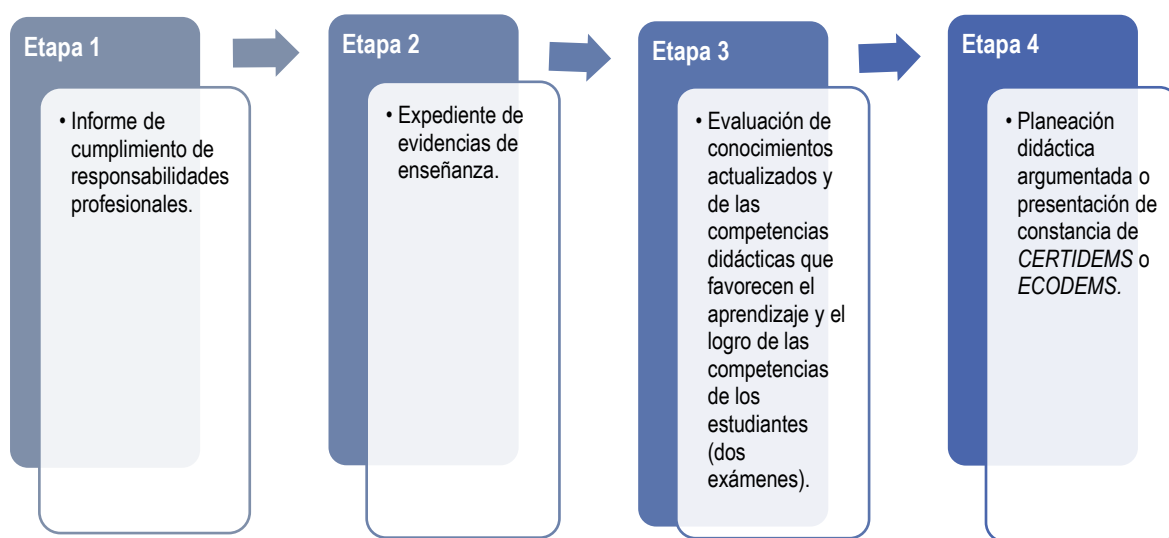 Etapa 1
• Informe de
cumplimiento de
responsabilidades
profesionales.
Etapa 2
• Expediente de
evidencias de
enseñanza.
Etapa 3
• Evaluación de
conocimientos
actualizados y
de las
competencias
didácticas que
favorecen el
aprendizaje y el
logro de las
competencias
de los
estudiantes
(dos
exámenes).
Etapa 4
• Planeación
didáctica
argumentada o
presentación de
constancia de
CERTIDEMS o
ECODEMS.